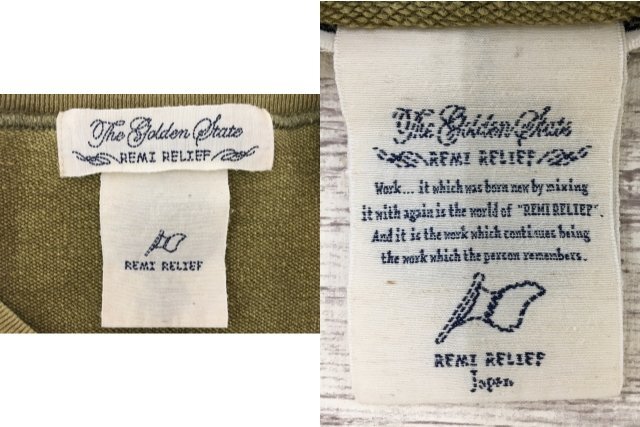 The Golden State
REMI RELIEF
REMI RELIEF
The Golden State
REMI RELIEF
Work... it which was born new by mixing
it with again is the world of "REMI RELIEF".
And it is the work which continues being
the work which the person remembers.
REMI RELIEF
Japan